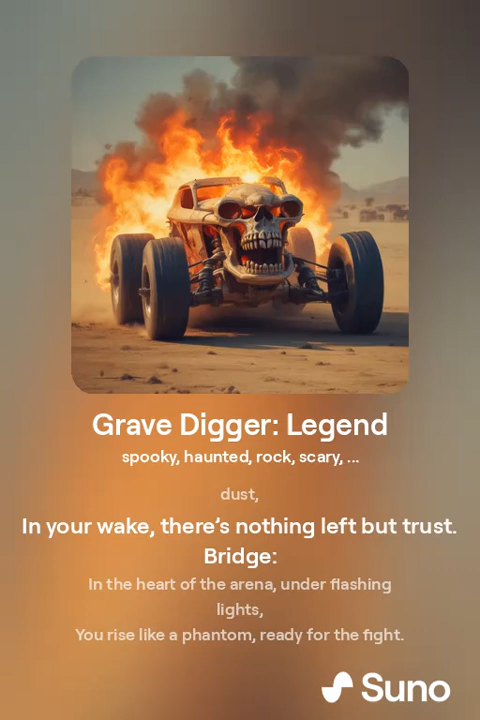 Grave Digger: Legend
spooky, haunted, rock, scary, ...
dust,
In your wake, there's nothing left but trust.
Bridge:
In the heart of the arena, under flashing
lights,
You rise like a phantom, ready for the fight.
Suno